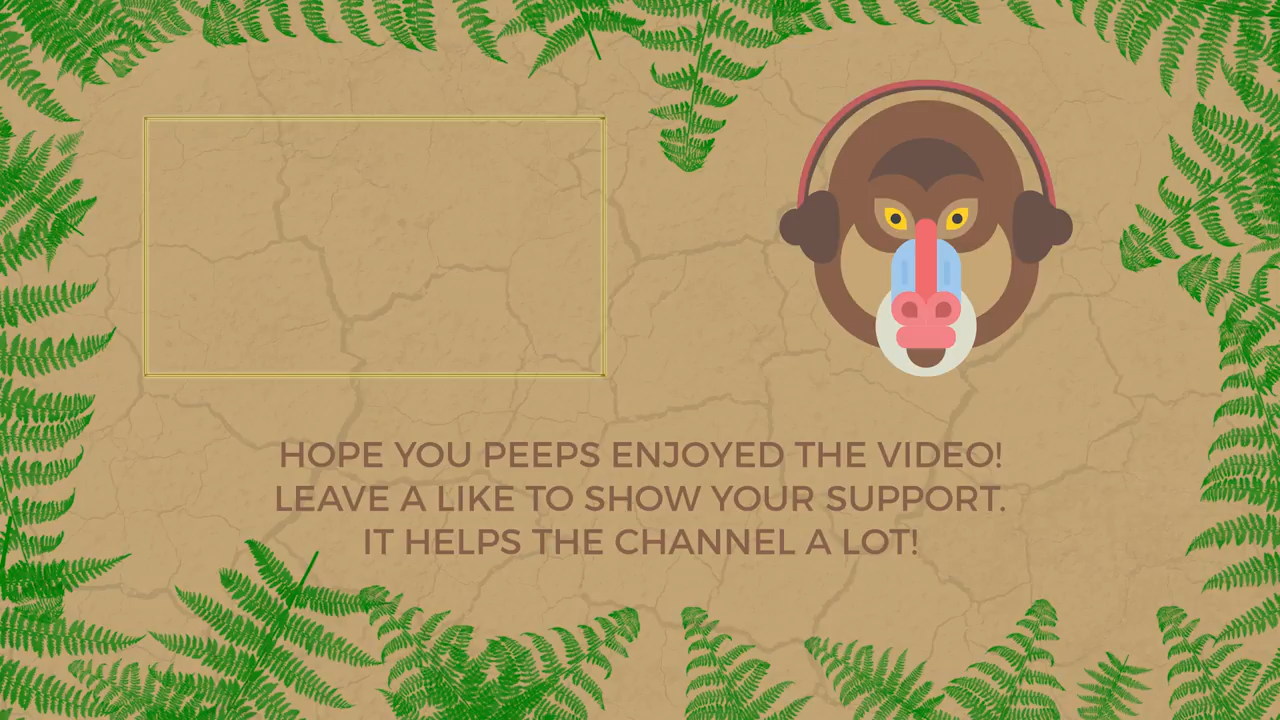 HOPE YOU PEEPS ENJOYED THE VIDEO!
LEAVE A LIKE TO SHOW YOUR SUPPORT.
IT HELPS THE CHANNEL A LOT!